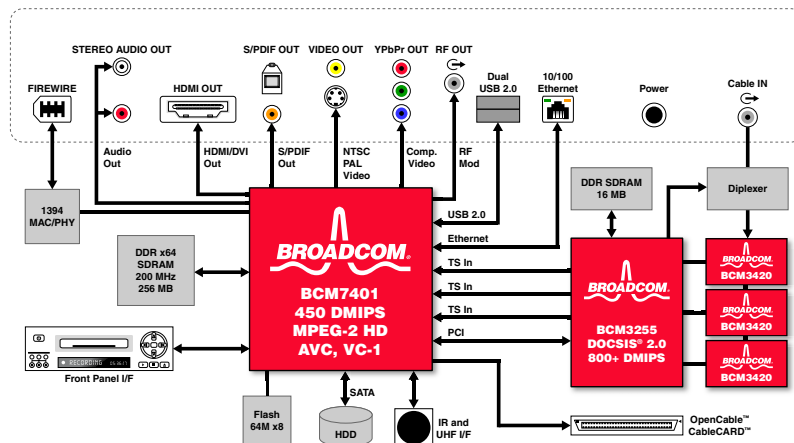 STEREO AUDIO OUT
S/PDIF OUT
VIDEO OUT
YPbPr OUT
RF OUT
FIREWIRE
HDMI OUT
Dual
USB 2.0
10/100
Ethernet
Power
Cable IN
Audio
Out
HDMI/DVI
Out
S/PDIF
Out
NTSC
PAL
Video
Comp.
Video
RF
Mod
1394
MAC/PHY
DDR SDRAM
16 MB
Diplexer
USB 2.0
Ethernet
TS In
TS In
TS In
PCI
DDR x64
SDRAM
200 MHz
256 MB
BROADCOM.
BCM7401
450 DMIPS
MPEG-2 HD
AVC, VC-1
BROADCOM.
BCM3255
DOCSIS® 2.0
800+ DMIPS
BROADCOM.
BCM3420
BROADCOM.
BCM3420
BROADCOM.
BCM3420
RECORDING
Front Panel I/F
Flash
64M x8
SATA
HDD
IR and
UHF I/F
OpenCable™
CableCARD™